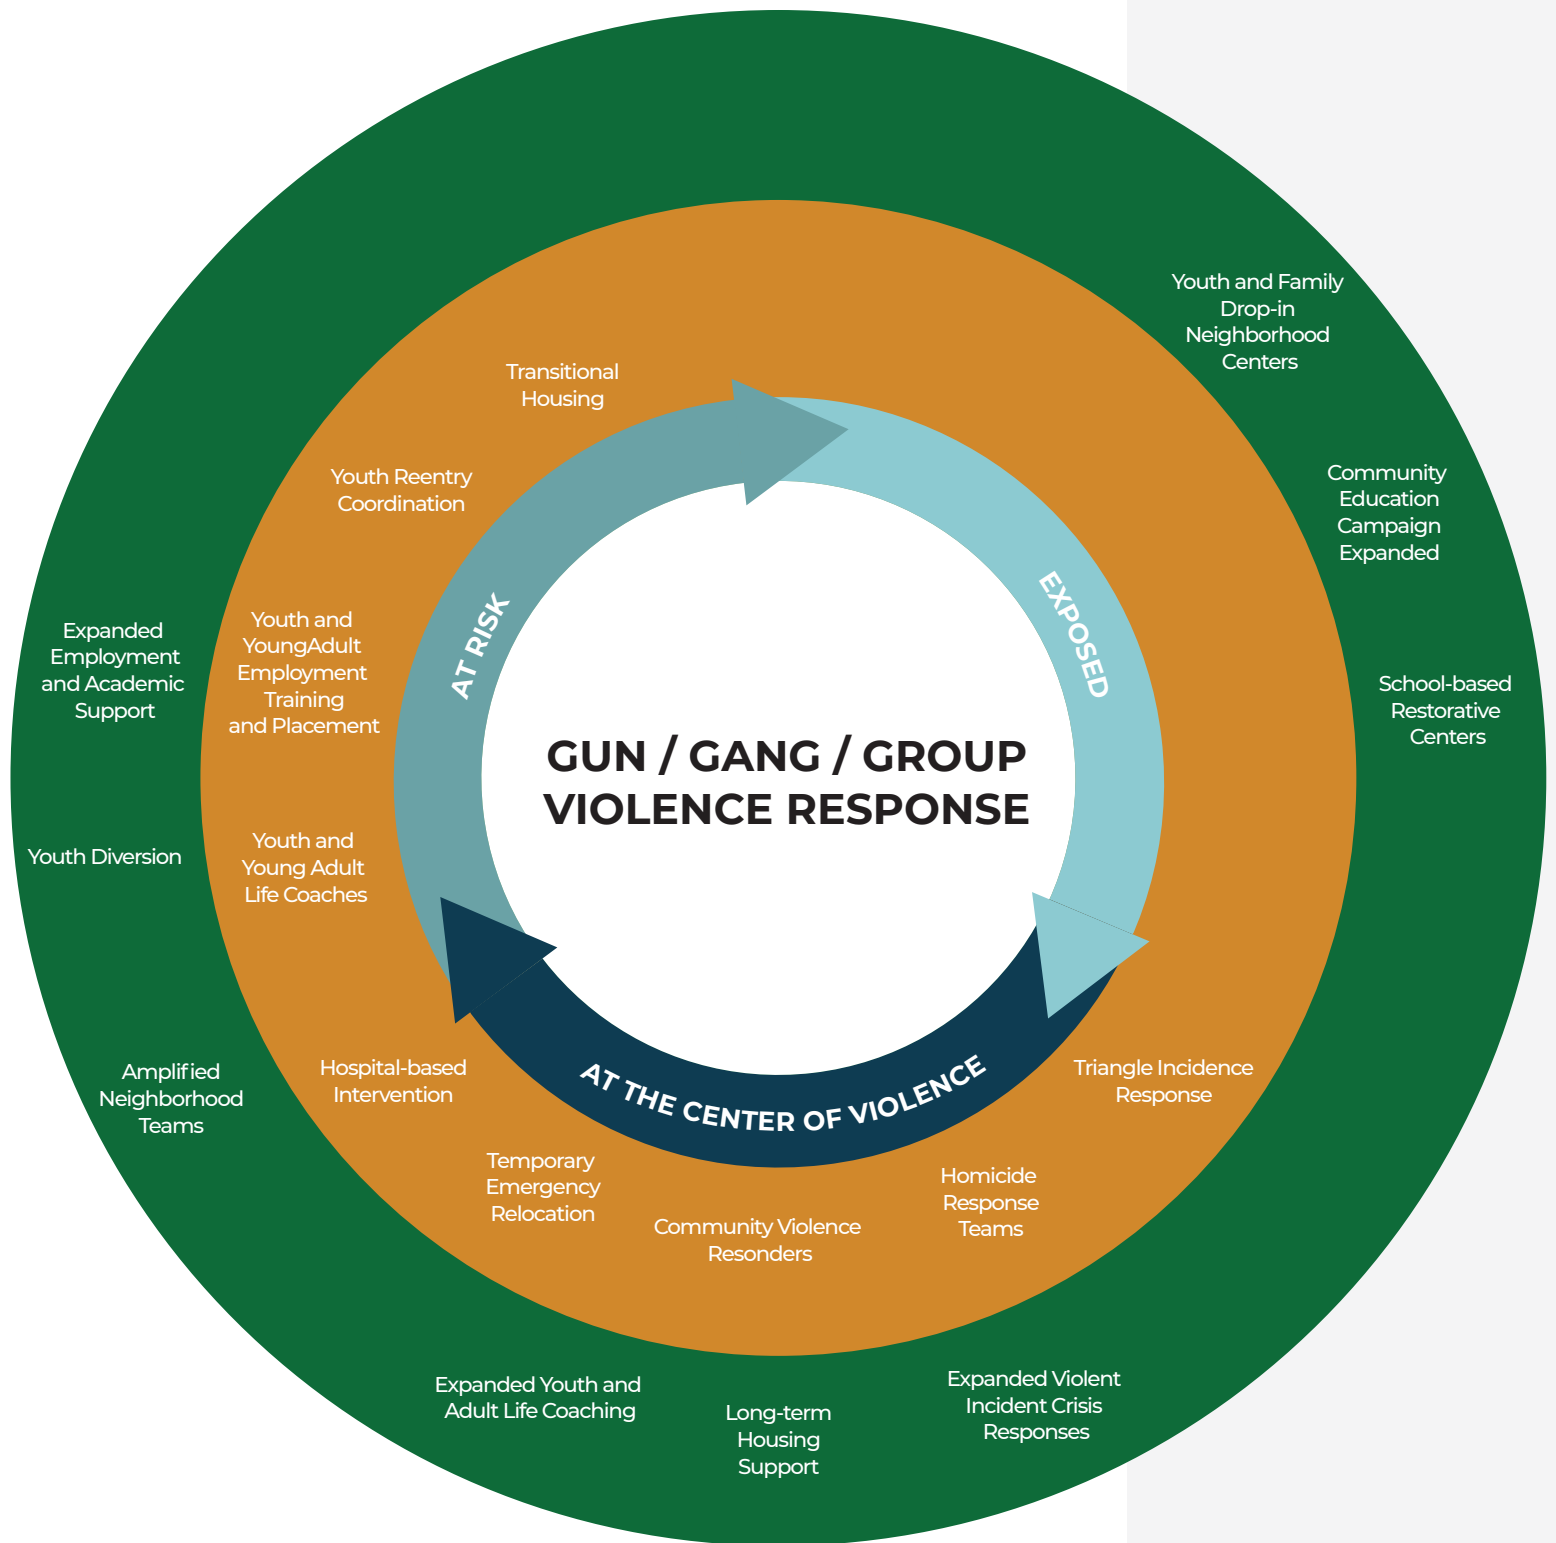 GUN / GANG / GROUP
VIOLENCE RESPONSE
AT RISK
EXPOSED
AT THE CENTER OF VIOLENCE
Transitional
Housing
Youth Reentry
Coordination
Youth and
YoungAdult
Employment
Training
and Placement
Youth and
Young Adult
Life Coaches
Hospital-based
Intervention
Temporary
Emergency
Relocation
Community Violence
Resonders
Homicide
Response
Teams
Triangle Incidence
Response
Youth and Family
Drop-in
Neighborhood
Centers
Community
Education
Campaign
Expanded
School-based
Restorative
Centers
Expanded Violent
Incident Crisis
Responses
Long-term
Housing
Support
Expanded Youth and
Adult Life Coaching
Amplified
Neighborhood
Teams
Youth Diversion
Expanded
Employment
and Academic
Support